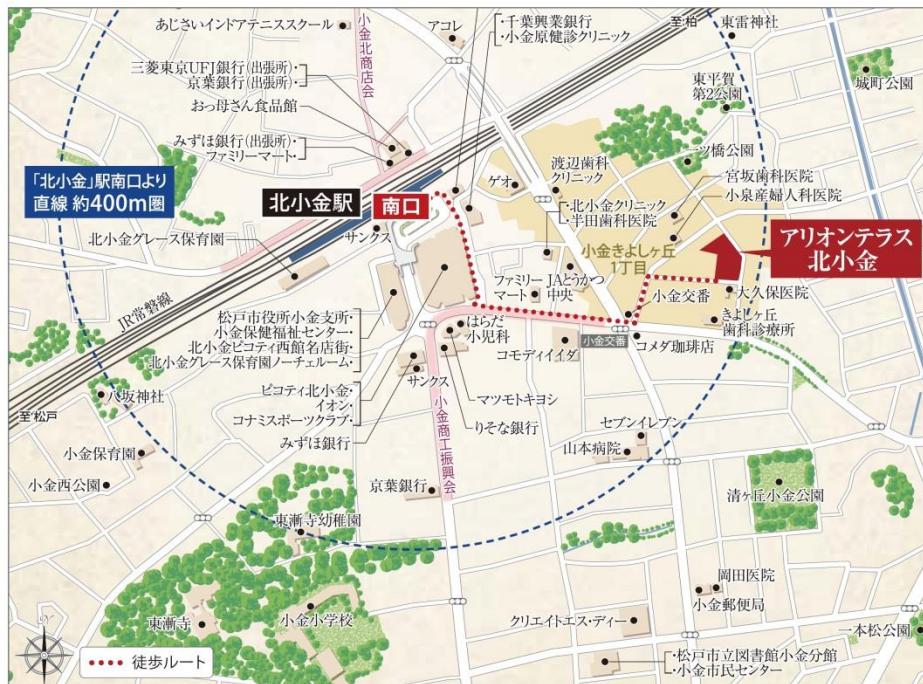 あじさいインドアテニススクール
小金北商店会
アコレ
・千葉興業銀行
・小金原健診クリニック
至:柏
東雷神社
城町公園
三菱東京UFJ銀行(出張所)・
京葉銀行(出張所)・
おっ母さん食品館
みずほ銀行(出張所)・
ファミリーマート・
東平賀
第2公園
一ツ橋公園
「北小金」駅南口より
直線 約400m圏
北小金駅
南口
ゲオ
渡辺歯科
クリニック
宮坂歯科医院
小泉産婦人科医院
・北小金クリニック
・半田歯科医院
サンクス
北小金グレース保育園
小金きよしヶ丘
1丁目
アリオンテラス
北小金
JR常磐線
ファミリー
マート
JAとうかつ
中央
小金交番
大久保医院
きよしヶ丘
歯科診療所
松戸市役所小金支所・
小金保健福祉センター・
北小金ピコティ西館名店街・
北小金グレース保育園ノーチェルーム・
はらだ
小児科
コモディイイダ
小金交番
コメダ珈琲店
八坂神社
至:松戸
ピコティ北小金・
イオン・
コナミスポーツクラブ・
サンクス
マツモトキヨシ
みずほ銀行
りそな銀行
小金商工振興会
セブンイレブン
山本病院
小金保育園
小金西公園
京葉銀行
清ヶ丘小金公園
東漸寺幼稚園
岡田医院
小金郵便局
東漸寺
小金小学校
クリエイトエス・ディー
一本松公園
・松戸市立図書館小金分館
・小金市民センター
N
徒歩ルート